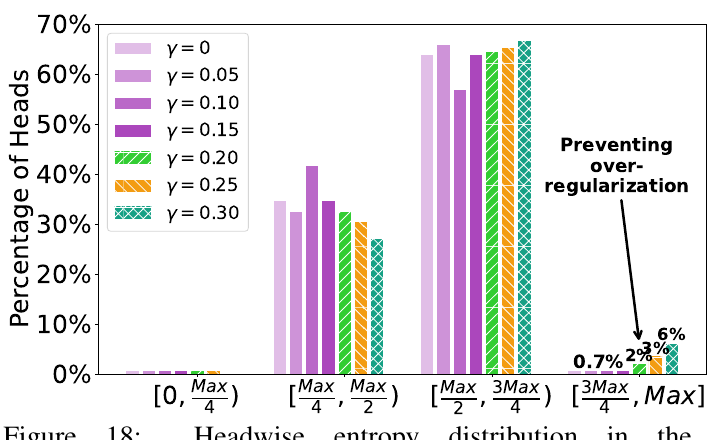 70%
60%
50%
40%
30%
20%
10%
0%
Percentage of Heads
γ = 0
γ = 0.05
γ = 0.10
γ = 0.15
γ = 0.20
γ = 0.25
γ = 0.30
Preventing
over-
regularization
0.7%
2%
3%
6%
[0, Max/4)
[Max/4, Max/2)
[Max/2, 3Max/4)
[3Max/4, Max]
Figure 18: Headwise entropy distribution in the